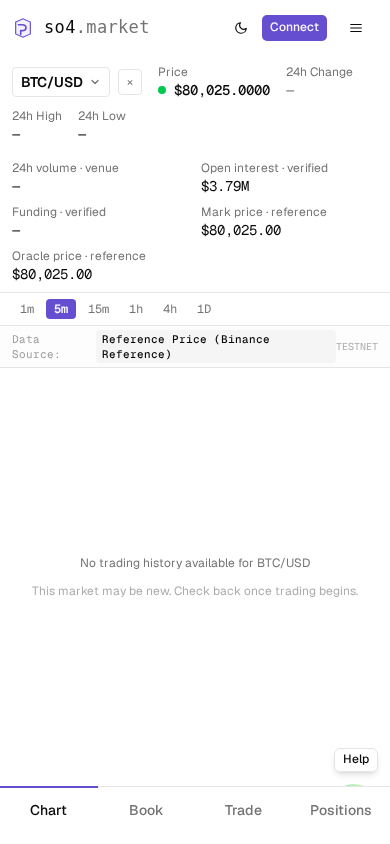 so4.market
Connect
BTC/USD
×
Price
$80,025.0000
24h Change
—
24h High
—
24h Low
—
24h volume · venue
—
Open interest · verified
$3.79M
Funding · verified
—
Mark price · reference
$80,025.00
Oracle price · reference
$80,025.00
1m 5m 15m 1h 4h 1D
Data
Source:
Reference Price (Binance
Reference)
TESTNET
No trading history available for BTC/USD
This market may be new. Check back once trading begins.
Help
Chart Book Trade Positions